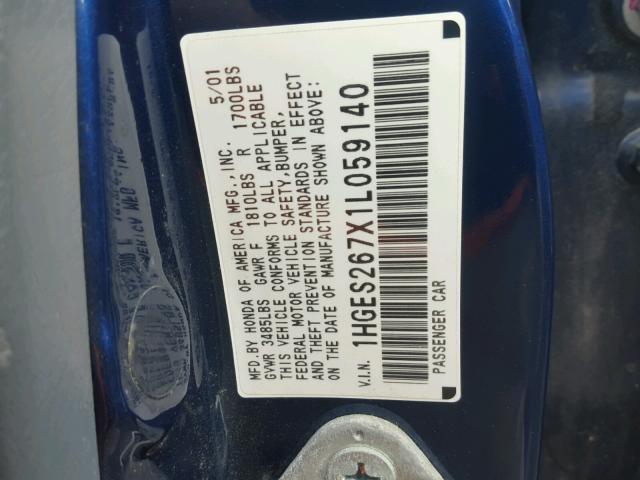 MFD.BY HONDA OF AMERICA MFG.,INC. 5/01
GVWR 3485LBS GAWR F 1810LBS R 1700LBS
THIS VEHICLE CONFORMS TO ALL APPLICABLE
FEDERAL MOTOR VEHICLE SAFETY,BUMPER,
AND THEFT PREVENTION STANDARDS IN EFFECT
ON THE DATE OF MANUFACTURE SHOWN ABOVE:
V.I.N. 1HGES267X1L059140
PASSENGER CAR